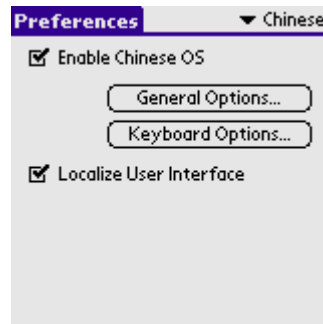 Preferences Chinese
Enable Chinese OS
General Options...
Keyboard Options...
Localize User Interface